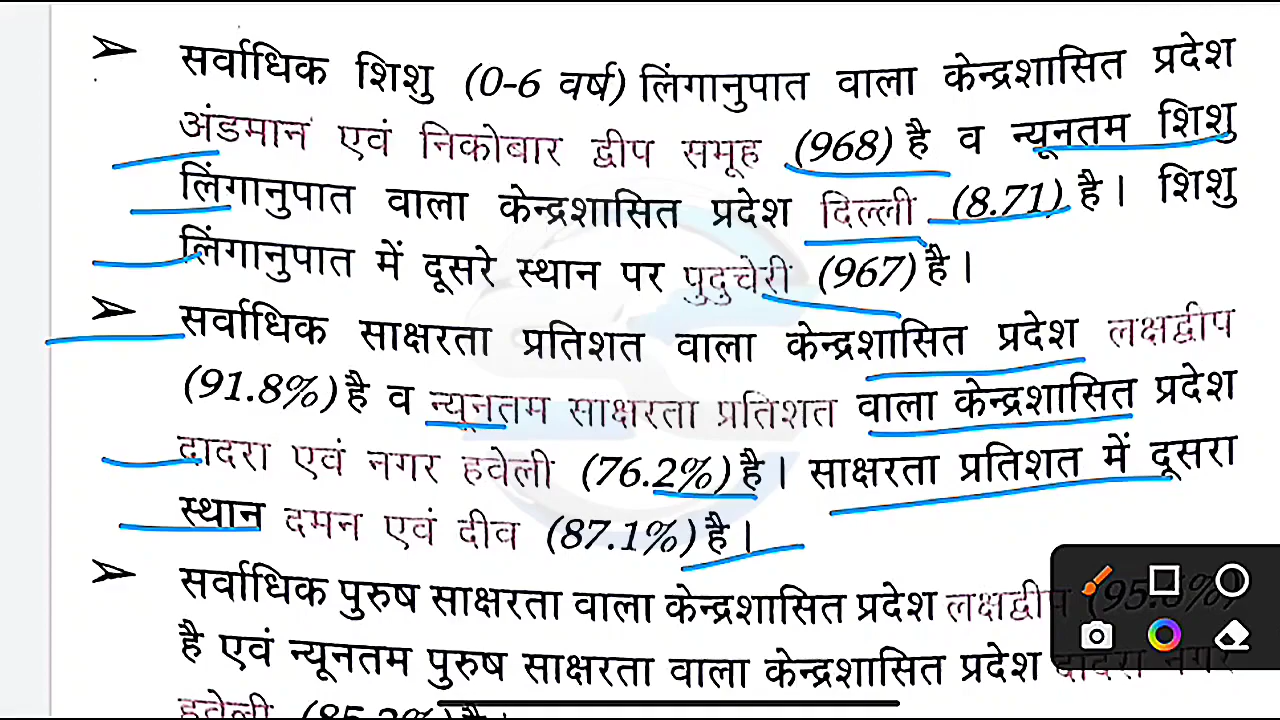 ➢ सर्वाधिक शिशु (0-6 वर्ष) लिंगानुपात वाला केन्द्रशासित प्रदेश
अंडमान एवं निकोबार द्वीप समूह (968) है व न्यूनतम शिशु
लिंगानुपात वाला केन्द्रशासित प्रदेश दिल्ली (8.71) है। शिशु
लिंगानुपात में दूसरे स्थान पर पुदुचेरी (967) है।
➢ सर्वाधिक साक्षरता प्रतिशत वाला केन्द्रशासित प्रदेश लक्षद्वीप
(91.8%) है व न्यूनतम साक्षरता प्रतिशत वाला केन्द्रशासित प्रदेश
दादरा एवं नगर हवेली (76.2%) है। साक्षरता प्रतिशत में दूसरा
स्थान दमन एवं दीव (87.1%) है।
➢ सर्वाधिक पुरुष साक्षरता वाला केन्द्रशासित प्रदेश लक्षद्वीप
है एवं न्यूनतम पुरुष साक्षरता वाला केन्द्रशासित प्रदेश दादरा नगर
हवेली